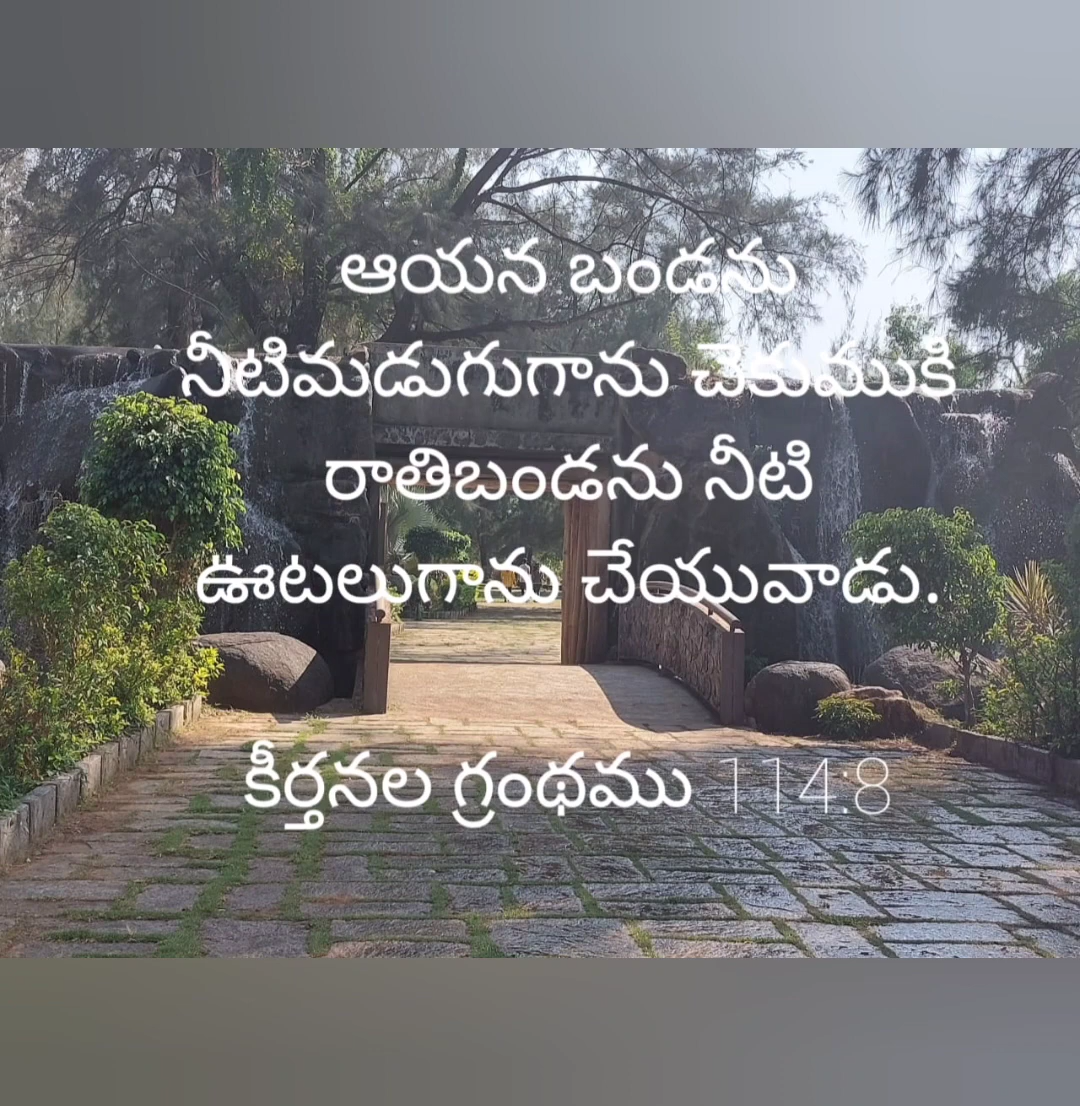 ఆయన బండను
నీటిమడుగుగాను చెకుముకి
రాతిబండను నీటి
ఊటలుగాను చేయువాడు.
కీర్తనల గ్రంథము 114:8